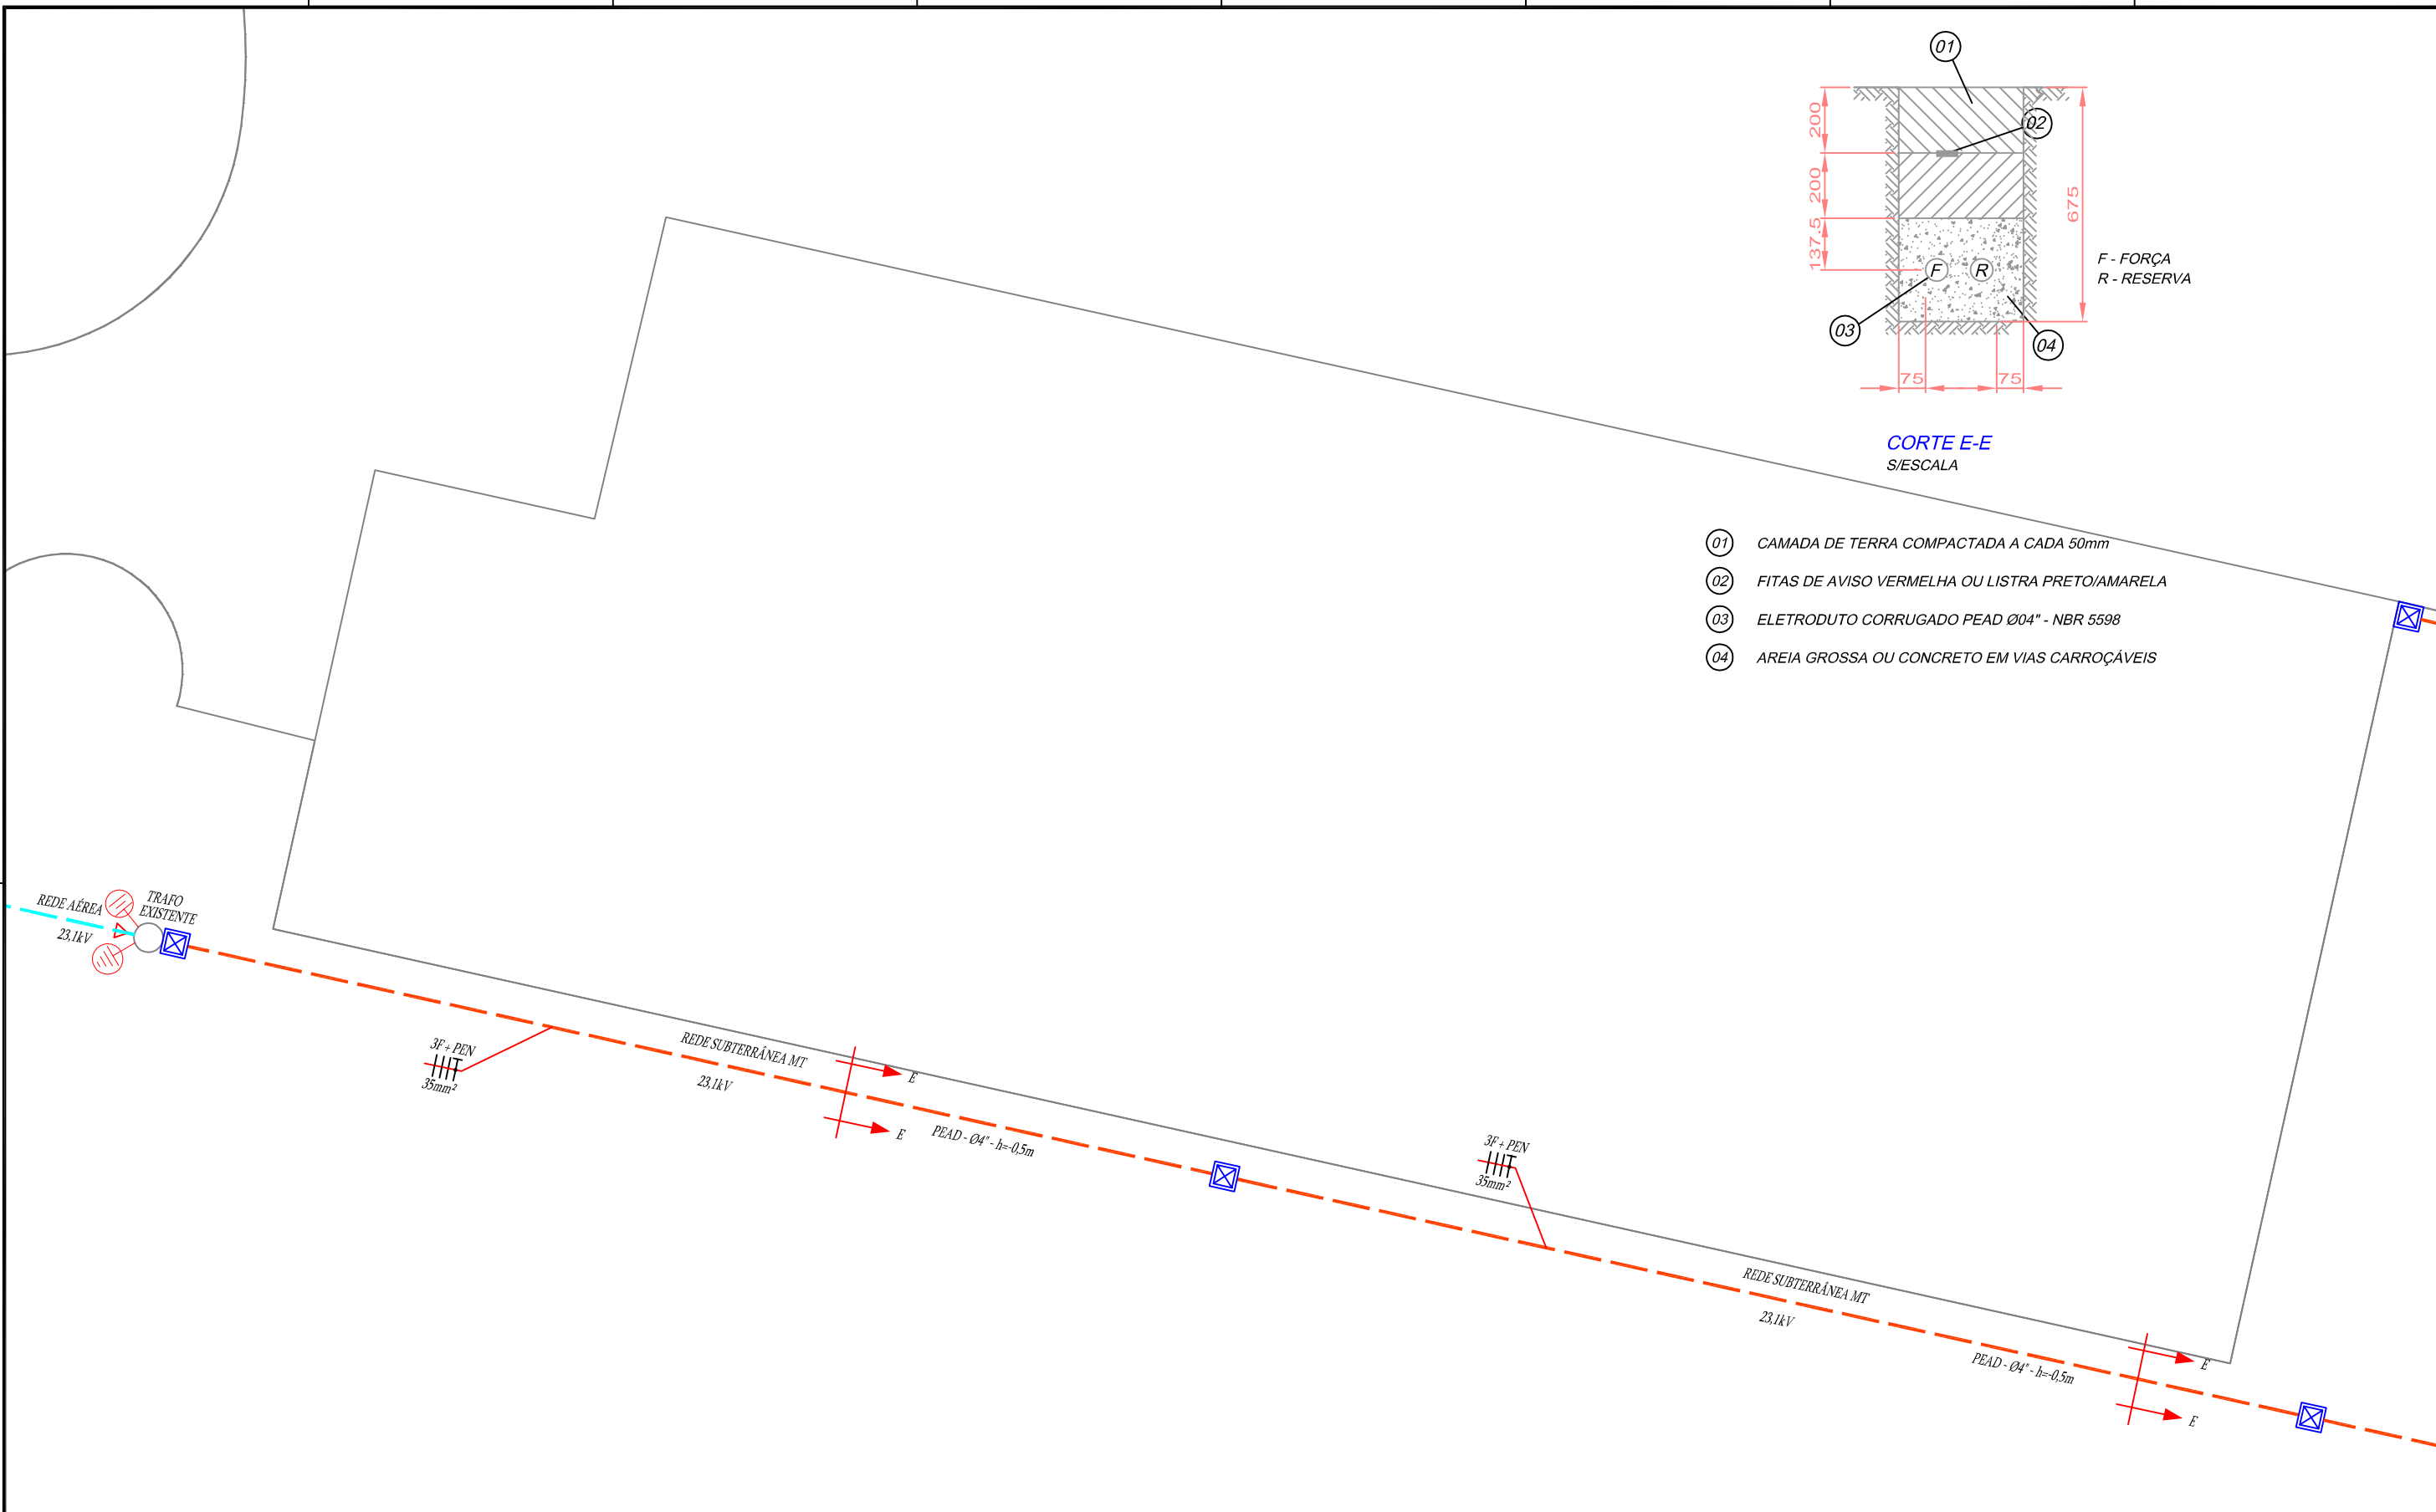 01
02
200
200
137.5
675
F
R
F - FORÇA
R - RESERVA
03
04
75
75
CORTE E-E
S/ESCALA
01 CAMADA DE TERRA COMPACTADA A CADA 50mm
02 FITAS DE AVISO VERMELHA OU LISTRA PRETO/AMARELA
03 ELETRODUTO CORRUGADO PEAD Ø04" - NBR 5598
04 AREIA GROSSA OU CONCRETO EM VIAS CARROÇÁVEIS
REDE AÉREA
23,1kV
TRAFO
EXISTENTE
3F + PEN
35mm²
REDE SUBTERRÂNEA MT
23,1kV
E
E
PEAD - Ø4" - h=-0,5m
3F + PEN
35mm²
REDE SUBTERRÂNEA MT
23,1kV
PEAD - Ø4" - h=-0,5m
E
E